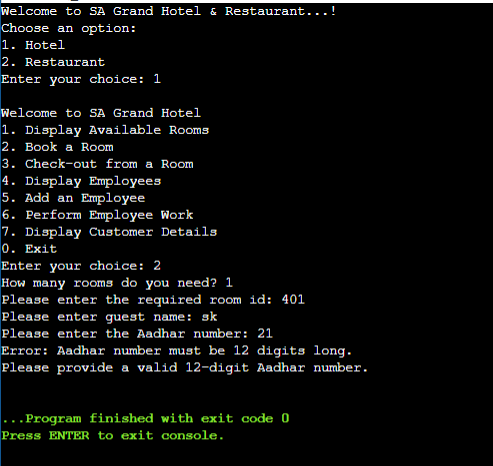 Welcome to SA Grand Hotel & Restaurant...!
Choose an option:
1. Hotel
2. Restaurant
Enter your choice: 1
Welcome to SA Grand Hotel
1. Display Available Rooms
2. Book a Room
3. Check-out from a Room
4. Display Employees
5. Add an Employee
6. Perform Employee Work
7. Display Customer Details
0. Exit
Enter your choice: 2
How many rooms do you need? 1
Please enter the required room id: 401
Please enter guest name: sk
Please enter the Aadhar number: 21
Error: Aadhar number must be 12 digits long.
Please provide a valid 12-digit Aadhar number.
...Program finished with exit code 0
Press ENTER to exit console.